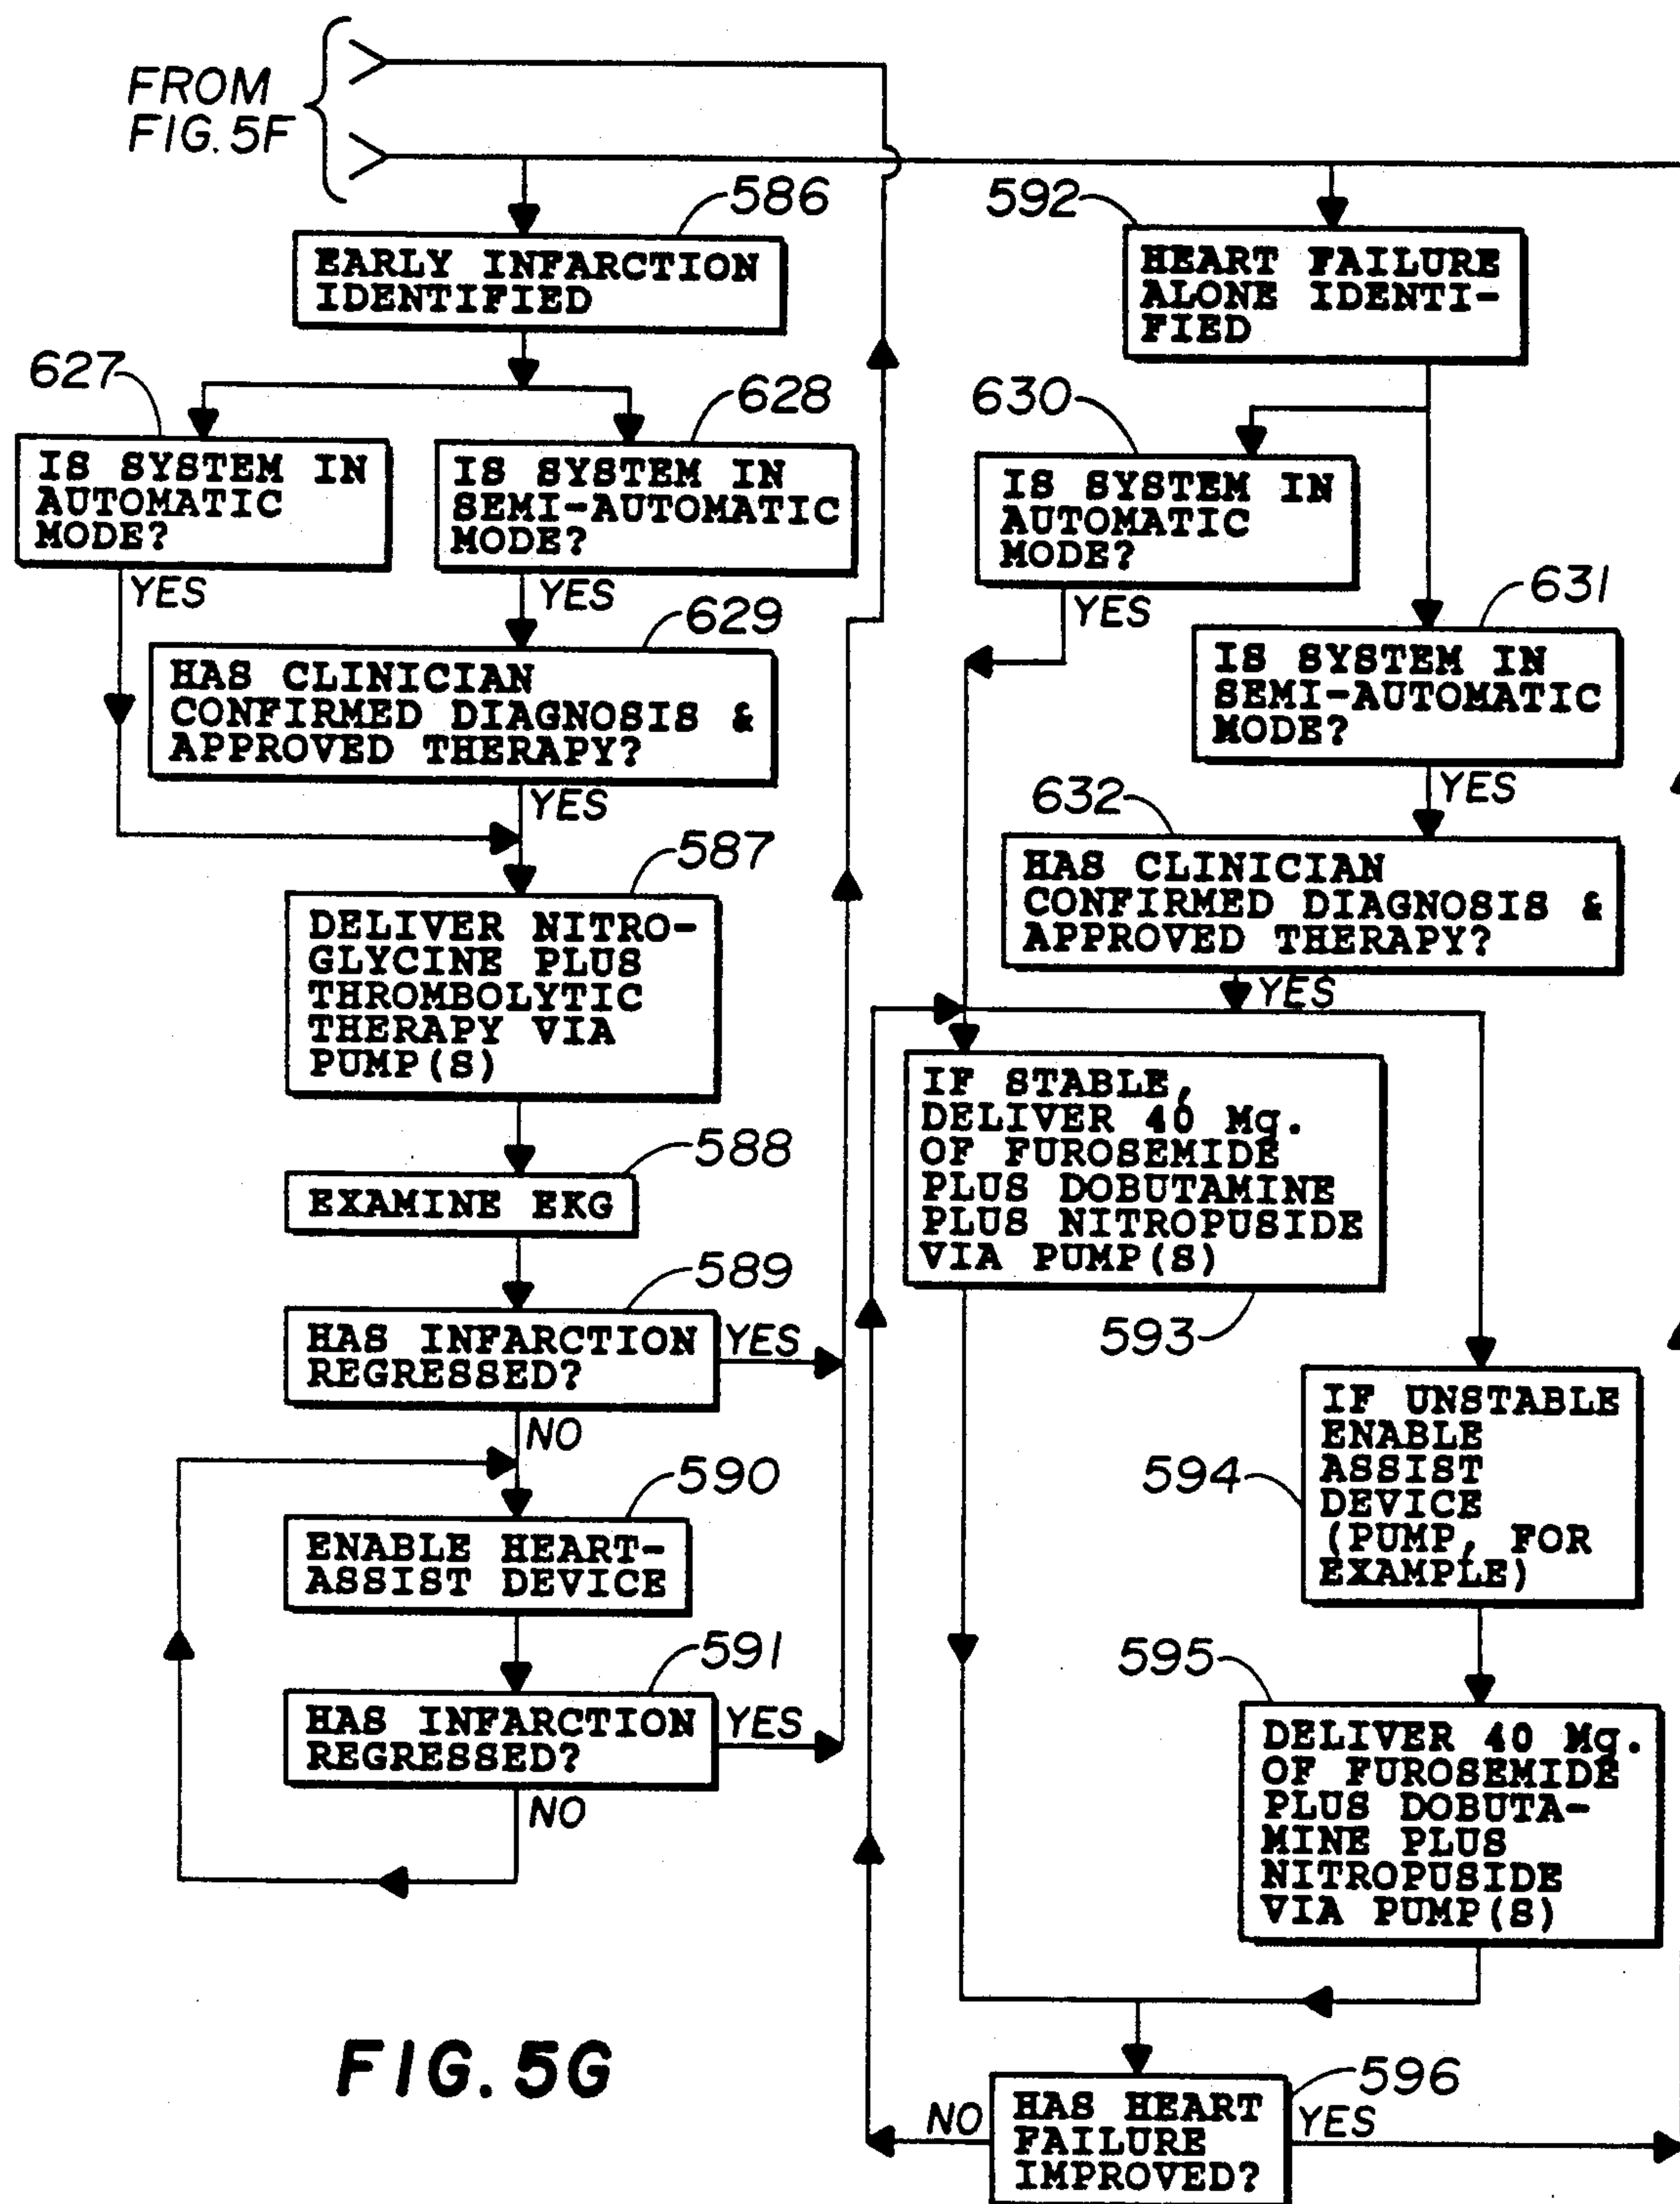 FROM
FIG. 5F
586
EARLY INFARCTION
IDENTIFIED
627
IS SYSTEM IN
AUTOMATIC
MODE?
YES
628
IS SYSTEM IN
SEMI-AUTOMATIC
MODE?
YES
629
HAS CLINICIAN
CONFIRMED DIAGNOSIS &
APPROVED THERAPY?
YES
587
DELIVER NITRO-
GLYCINE PLUS
THROMBOLYTIC
THERAPY VIA
PUMP(S)
588
EXAMINE EKG
589
HAS INFARCTION
REGRESSED?
YES
NO
590
ENABLE HEART-
ASSIST DEVICE
591
HAS INFARCTION
REGRESSED?
YES
NO
592
HEART FAILURE
ALONE IDENTI-
FIED
630
IS SYSTEM IN
AUTOMATIC
MODE?
YES
631
IS SYSTEM IN
SEMI-AUTOMATIC
MODE?
YES
632
HAS CLINICIAN
CONFIRMED DIAGNOSIS &
APPROVED THERAPY?
YES
IF STABLE,
DELIVER 40 Mg.
OF FUROSEMIDE
PLUS DOBUTAMINE
PLUS NITROPUSIDE
VIA PUMP(S)
593
594
IF UNSTABLE
ENABLE
ASSIST
DEVICE
(PUMP, FOR
EXAMPLE)
595
DELIVER 40 Mg.
OF FUROSEMIDE
PLUS DOBUTA-
MINE PLUS
NITROPUSIDE
VIA PUMP(S)
596
HAS HEART
FAILURE
IMPROVED?
NO
YES
FIG. 5G